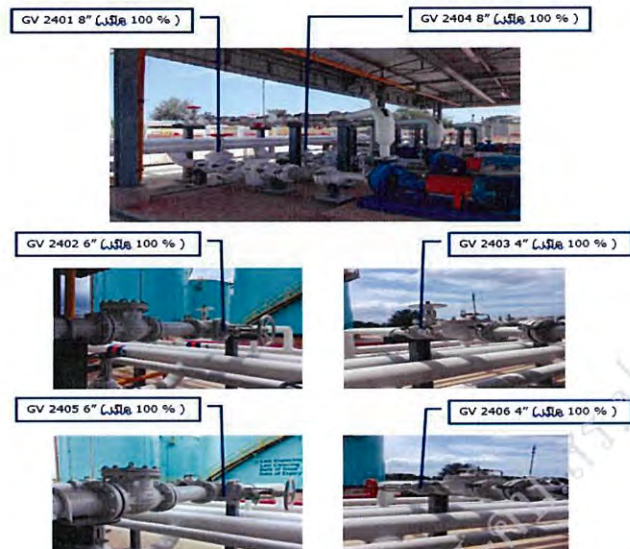 GV 2401 8" (เปิด 100 % )
GV 2404 8" (เปิด 100 % )
GV 2402 6" (เปิด 100 % )
GV 2403 4" (เปิด 100 % )
GV 2405 6" (เปิด 100 % )
GV 2406 4" (เปิด 100 % )